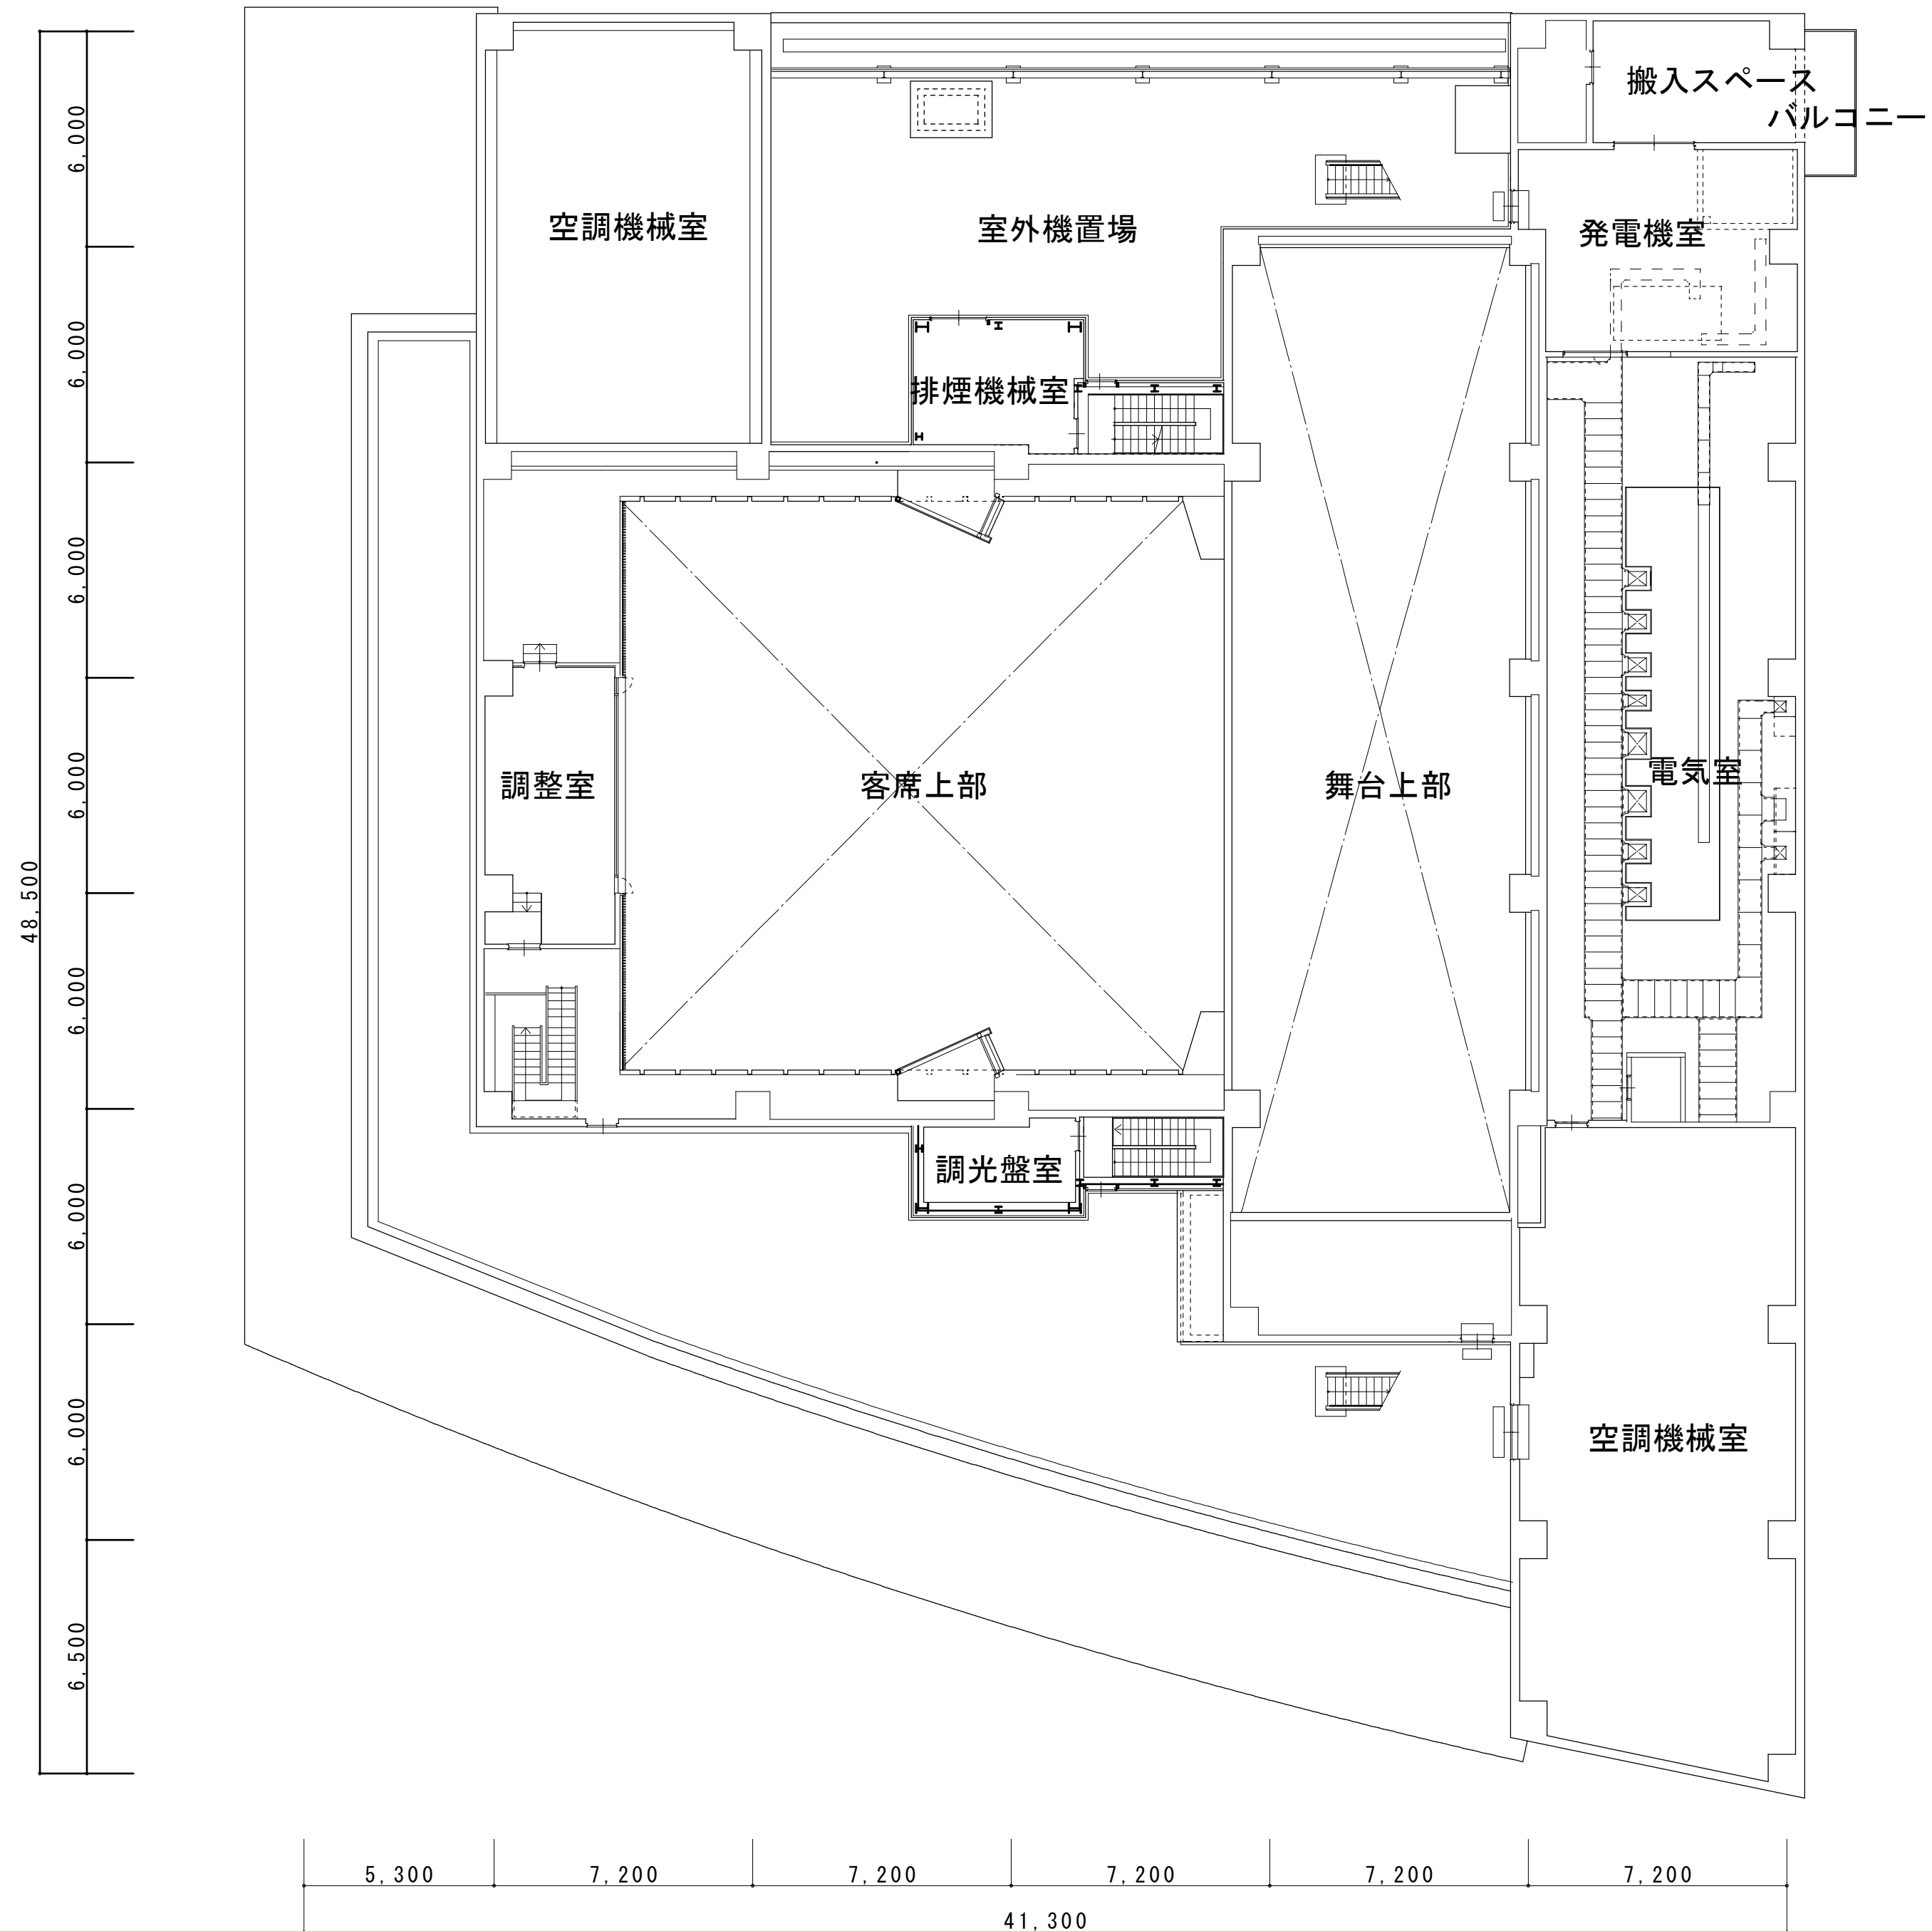 搬入スペース
バルコニー
空調機械室
室外機置場
発電機室
排煙機械室
調整室
客席上部
舞台上部
電気室
調光盤室
空調機械室
6,000
6,000
6,000
6,000
6,000
6,000
6,000
6,500
48,500
5,300
7,200
7,200
7,200
7,200
7,200
41,300